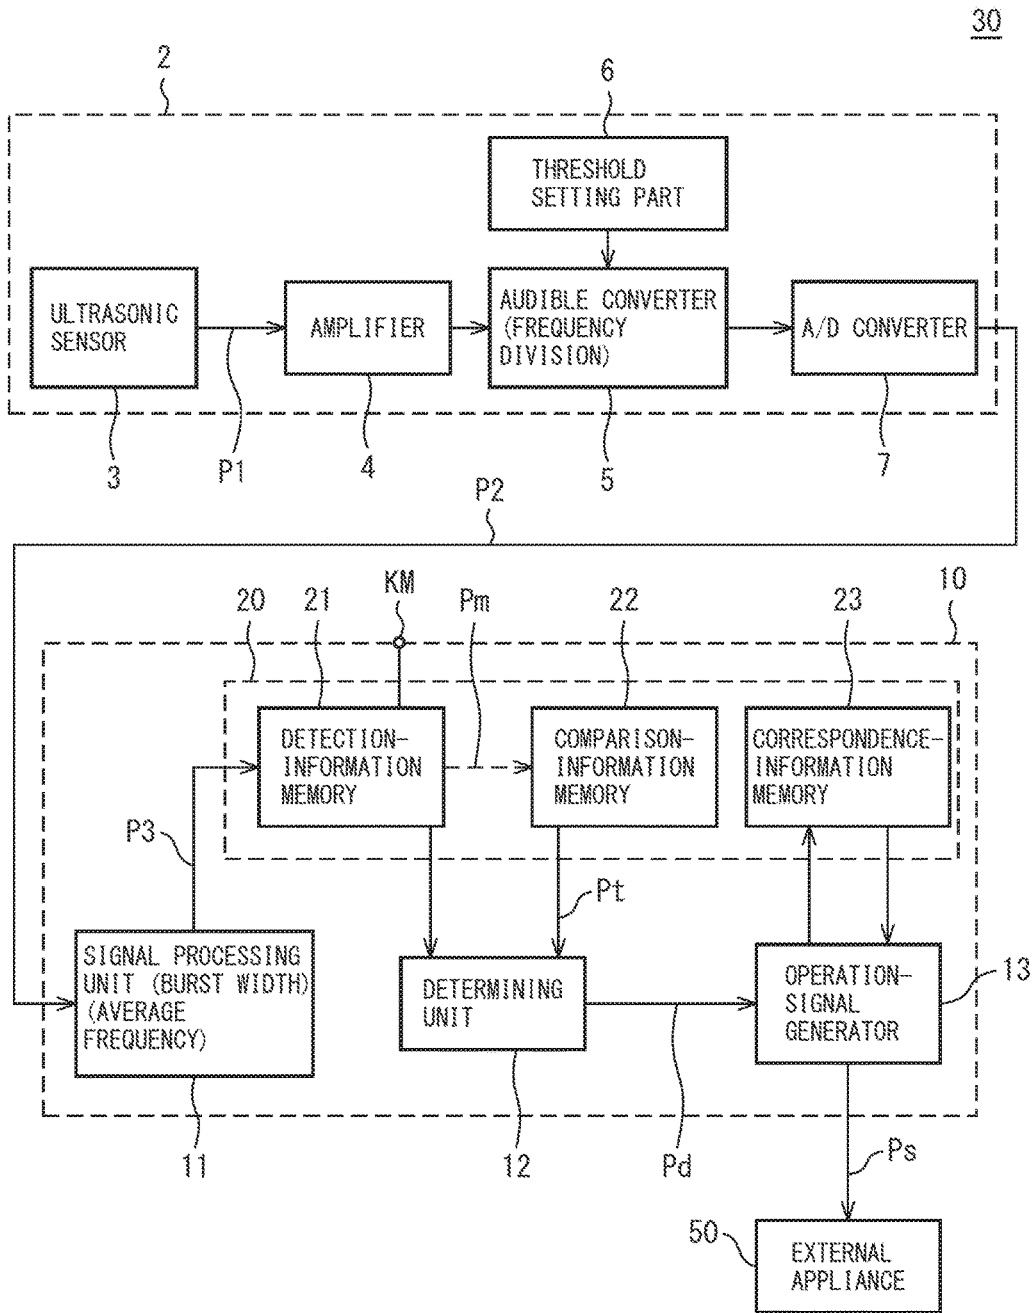 30
2
6
THRESHOLD
SETTING PART
ULTRASONIC
SENSOR
AMPLIFIER
AUDIBLE CONVERTER
(FREQUENCY
DIVISION)
A/D CONVERTER
3
P1
4
5
7
P2
20
21
KM
Pm
22
23
10
DETECTION-
INFORMATION
MEMORY
COMPARISON-
INFORMATION
MEMORY
CORRESPONDENCE-
INFORMATION
MEMORY
P3
Pt
SIGNAL PROCESSING
UNIT (BURST WIDTH)
(AVERAGE
FREQUENCY)
DETERMINING
UNIT
OPERATION-
SIGNAL
GENERATOR
13
11
12
Pd
Ps
50
EXTERNAL
APPLIANCE